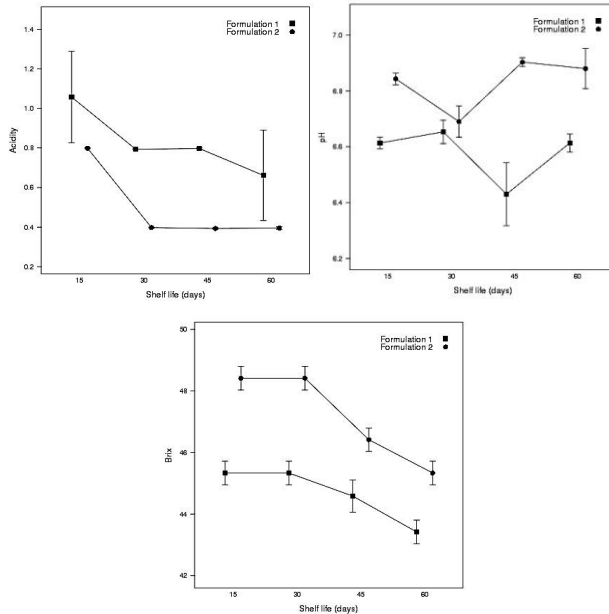 Formulation 1
Formulation 2
1.4
1.2
1.0
0.8
0.6
0.4
0.2
Acidity
15 30 45 60
Shelf life (days)
Formulation 1
Formulation 2
7.0
6.8
6.6
6.4
6.2
pH
15 30 45 60
Shelf life (days)
Formulation 1
Formulation 2
50
48
46
44
42
Brix
15 30 45 60
Shelf life (days)